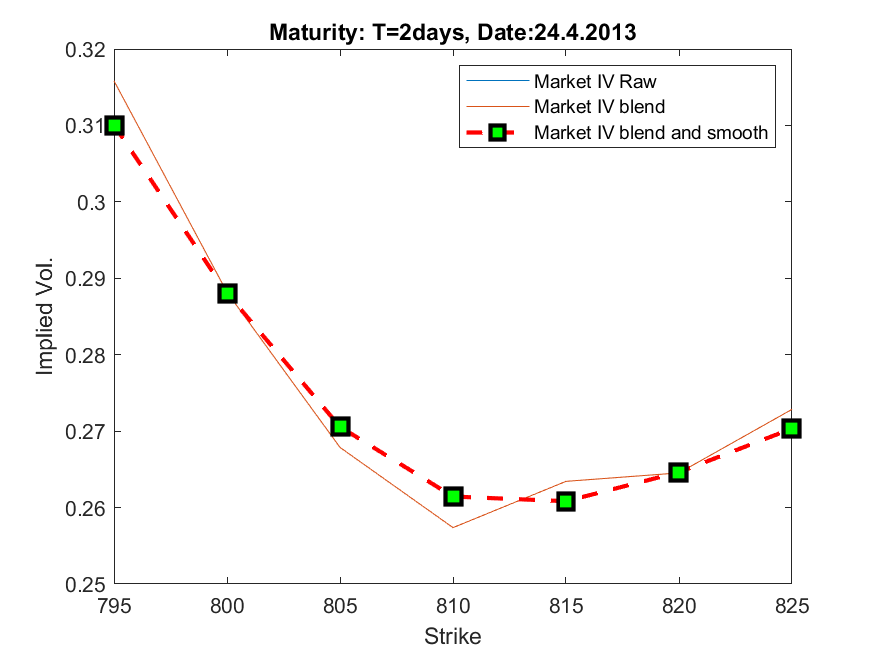 Maturity: T=2days, Date:24.4.2013
0.32
0.31
0.3
0.29
0.28
0.27
0.26
0.25
Implied Vol.
Market IV Raw
Market IV blend
Market IV blend and smooth
795 800 805 810 815 820 825
Strike